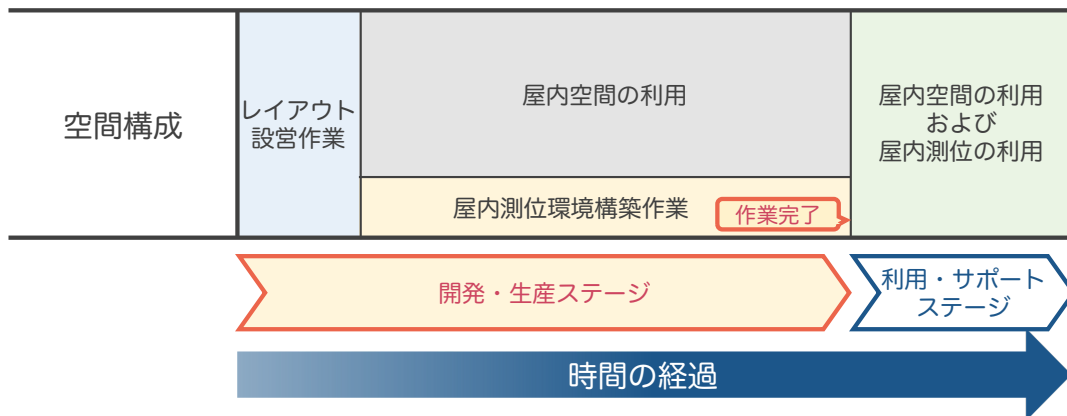 空間構成
レイアウト
設営作業
屋内空間の利用
屋内測位環境構築作業
作業完了
屋内空間の利用
および
屋内測位の利用
開発・生産ステージ
利用・サポート
ステージ
時間の経過